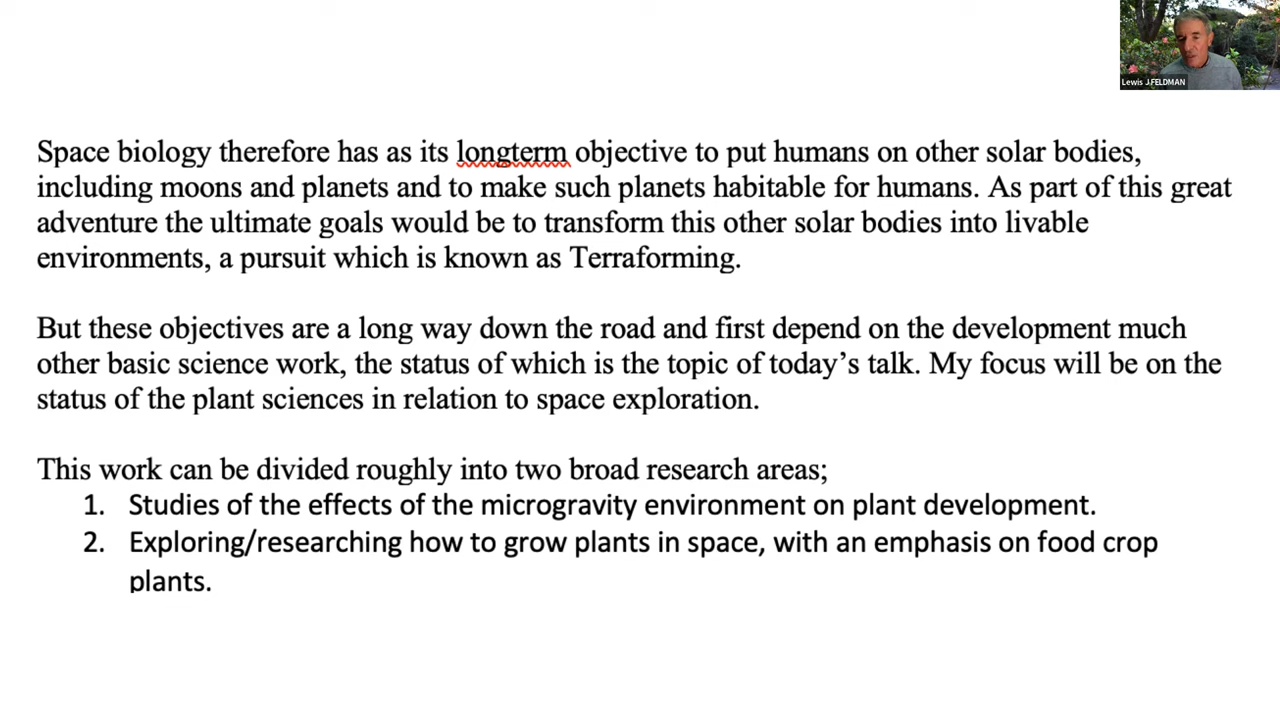 Lewis J.FELDMAN
Space biology therefore has as its longterm objective to put humans on other solar bodies,
including moons and planets and to make such planets habitable for humans. As part of this great
adventure the ultimate goals would be to transform this other solar bodies into livable
environments, a pursuit which is known as Terraforming.
But these objectives are a long way down the road and first depend on the development much
other basic science work, the status of which is the topic of today’s talk. My focus will be on the
status of the plant sciences in relation to space exploration.
This work can be divided roughly into two broad research areas;
1. Studies of the effects of the microgravity environment on plant development.
2. Exploring/researching how to grow plants in space, with an emphasis on food crop
plants.